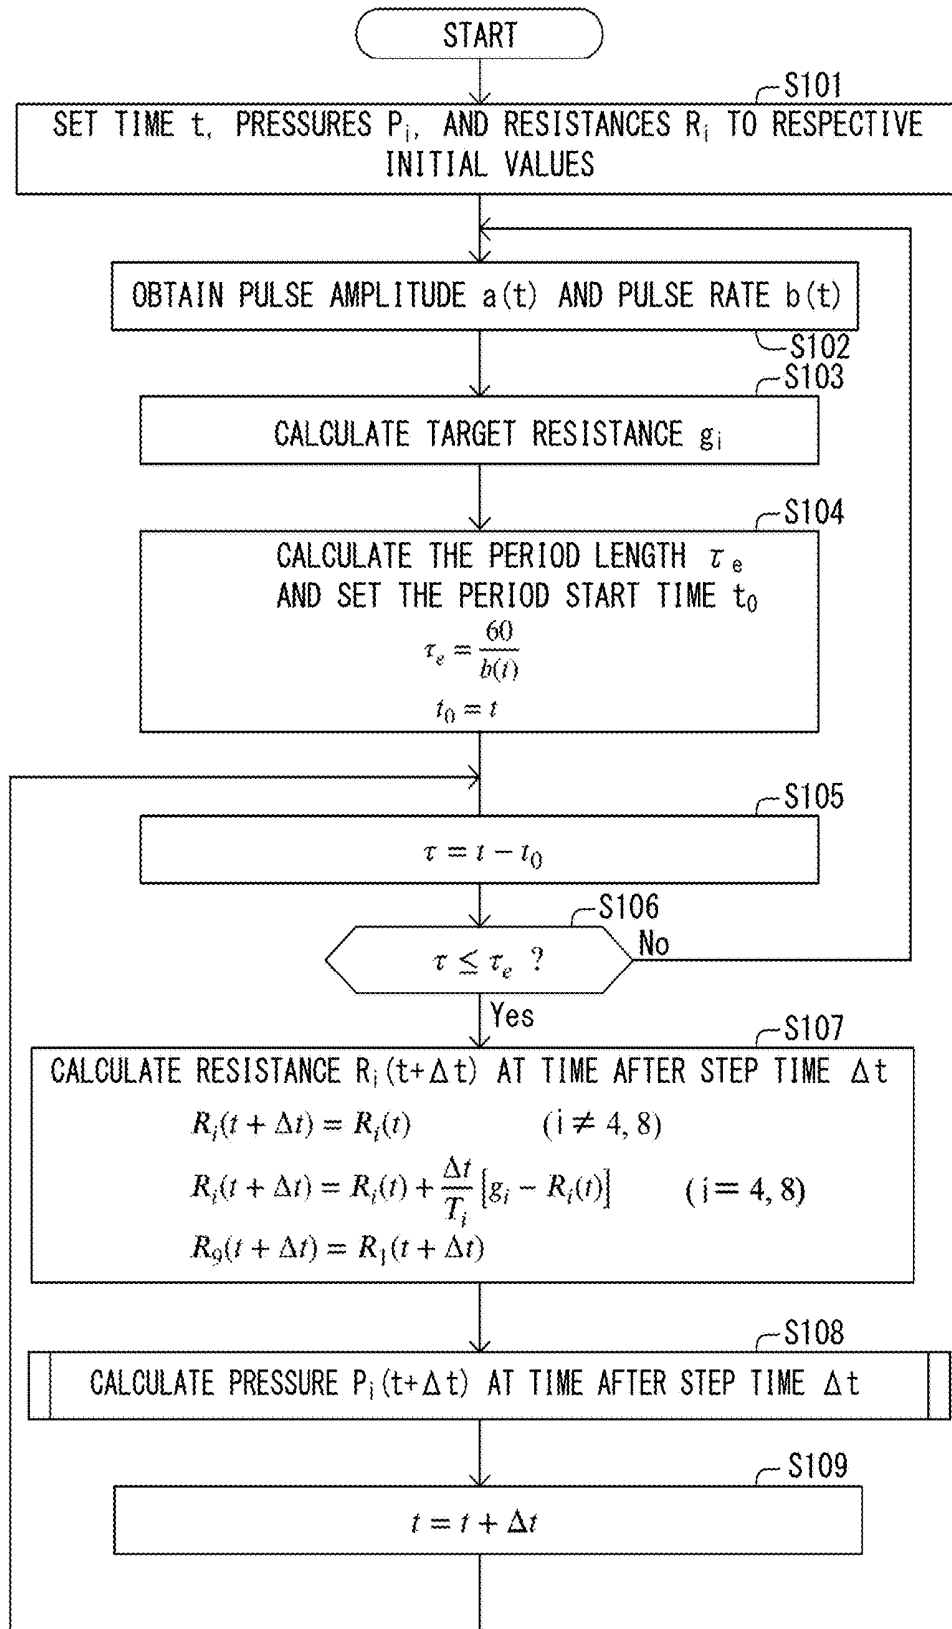 START
S101
SET TIME t, PRESSURES Pᵢ, AND RESISTANCES Rᵢ TO RESPECTIVE
INITIAL VALUES
OBTAIN PULSE AMPLITUDE a(t) AND PULSE RATE b(t)
S102
S103
CALCULATE TARGET RESISTANCE gᵢ
S104
CALCULATE THE PERIOD LENGTH τₑ
AND SET THE PERIOD START TIME t₀
τₑ = 60/b(t)
t₀ = t
S105
τ = t − t₀
S106
τ ≤ τₑ ?
No
Yes
S107
CALCULATE RESISTANCE Rᵢ(t+Δt) AT TIME AFTER STEP TIME Δt
Rᵢ(t + Δt) = Rᵢ(t) (i ≠ 4, 8)
Rᵢ(t + Δt) = Rᵢ(t) + Δt/Tᵢ [gᵢ − Rᵢ(t)] (i = 4, 8)
R₉(t + Δt) = R₁(t + Δt)
S108
CALCULATE PRESSURE Pᵢ(t+Δt) AT TIME AFTER STEP TIME Δt
S109
t = t + Δt